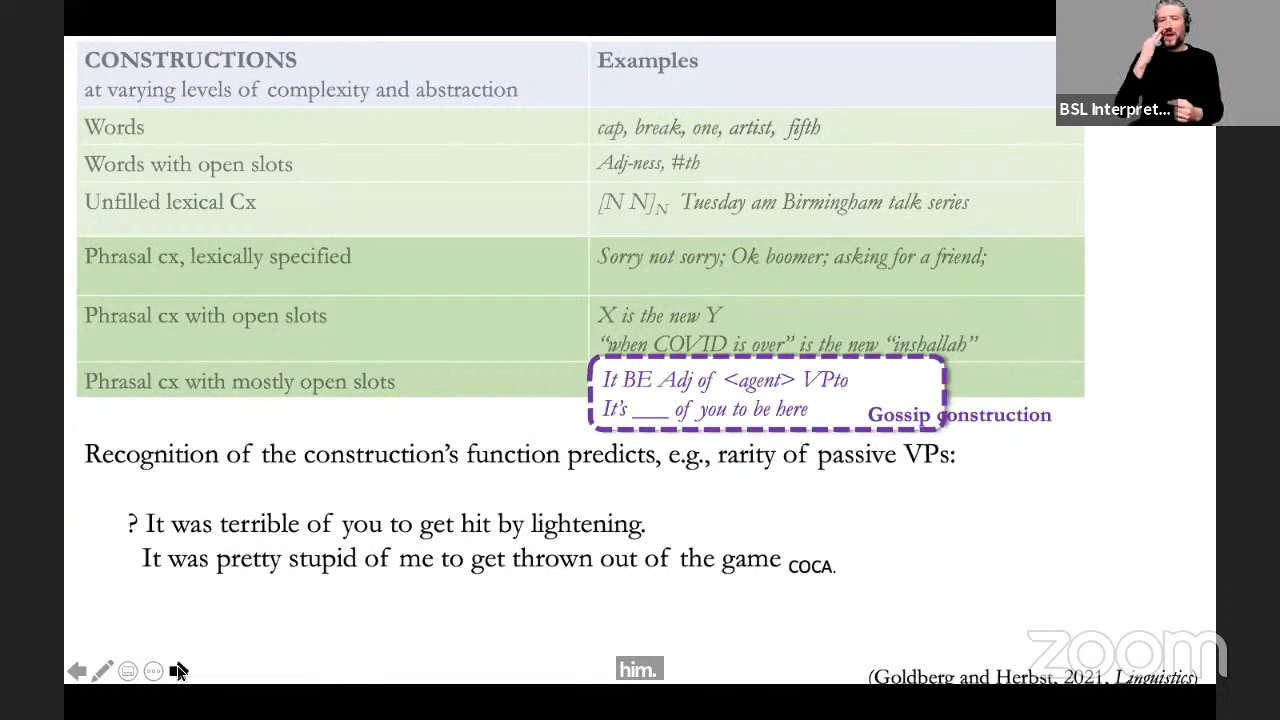 CONSTRUCTIONS
at varying levels of complexity and abstraction
Examples
Words
cap, break, one, artist, fifth
Words with open slots
Adj-ness, #th
Unfilled lexical Cx
[N N]N Tuesday am Birmingham talk series
Phrasal cx, lexically specified
Sorry not sorry; Ok boomer; asking for a friend;
Phrasal cx with open slots
X is the new Y
“when COVID is over” is the new “inshallah”
Phrasal cx with mostly open slots
It BE Adj of <agent> VPto
It’s ___ of you to be here
Gossip construction
Recognition of the construction’s function predicts, e.g., rarity of passive VPs:
? It was terrible of you to get hit by lightening.
It was pretty stupid of me to get thrown out of the game COCA.
(Goldberg and Herbst, 2021, Linguistics)
him.
zoom
BSL Interpret...